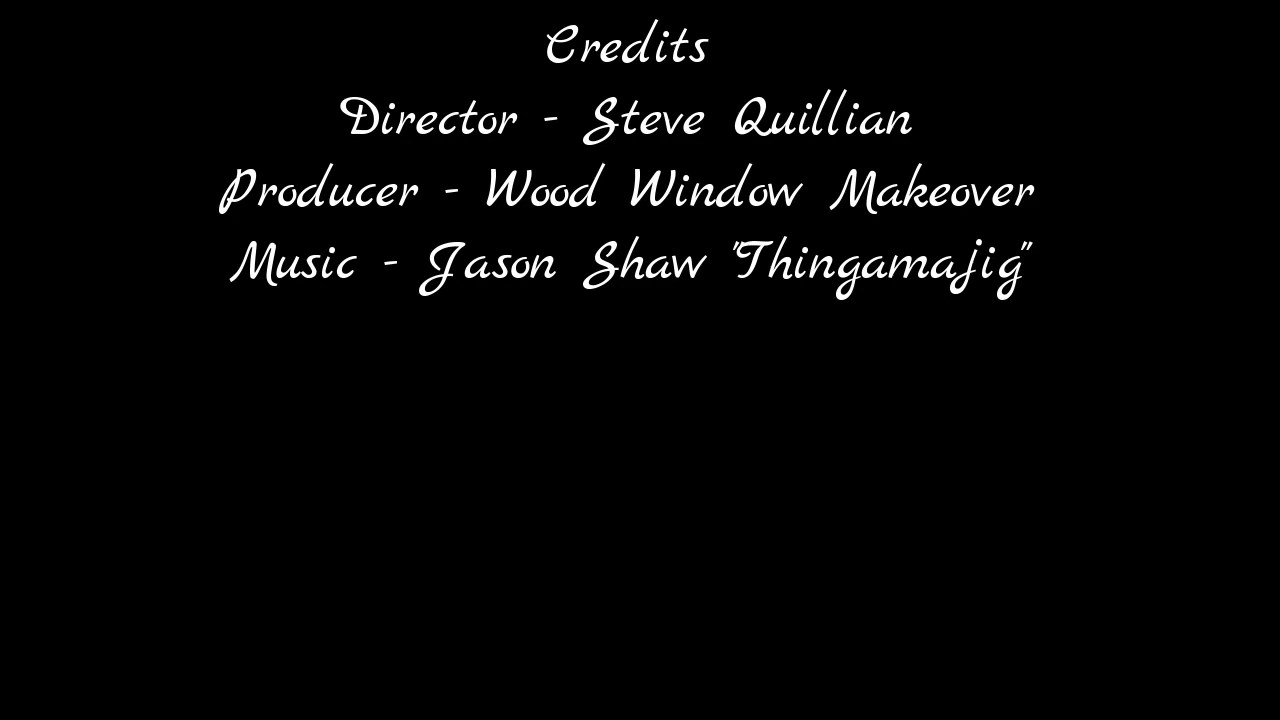 Credits
Director - Steve Quillian
Producer - Wood Window Makeover
Music - Jason Shaw "Thingamajig"